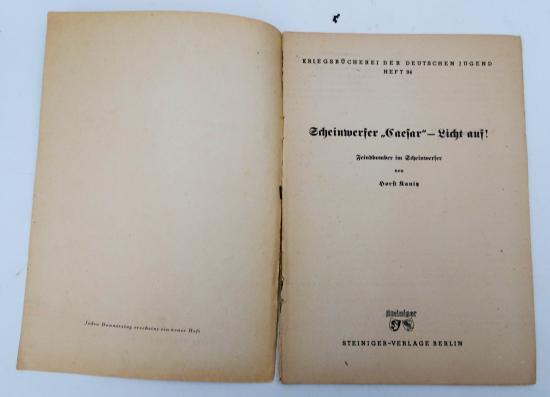 Jeden Donnerstag erscheint ein neues Heft
KRIEGSBÜCHEREI DER DEUTSCHEN JUGEND
HEFT 94
Scheinwerfer „Caesar“ – Licht auf!
Feindbomber im Scheinwerfer
von
Horst Kanitz
Steiniger
STEINIGER-VERLAGE BERLIN